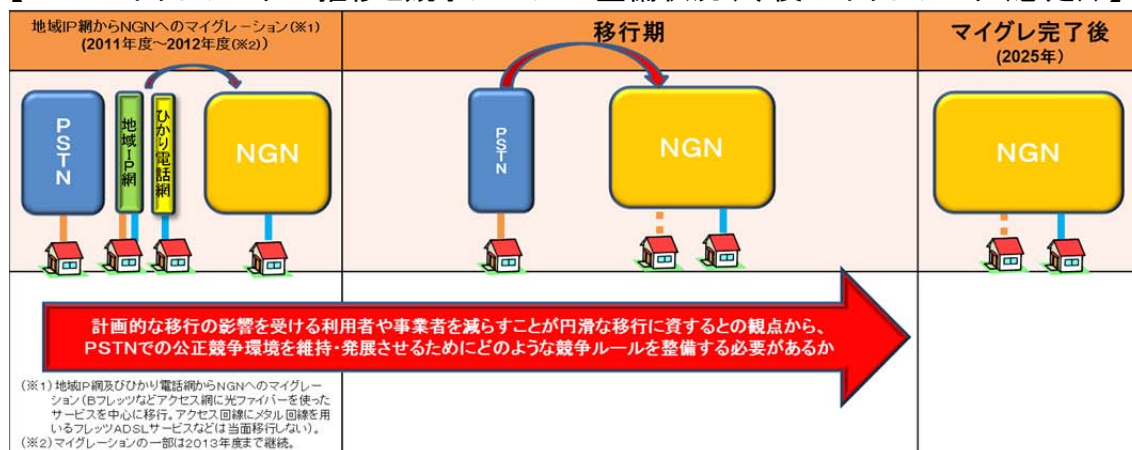 地域IP網からNGNへのマイグレーション(※1)
(2011年度~2012年度(※2))
移行期
マイグレ完了後
(2025年)
PSTN
地域IP網
ひかり電話網
NGN
PSTN
NGN
NGN
計画的な移行の影響を受ける利用者や事業者を減らすことが円滑な移行に資するとの観点から、
PSTNでの公正競争環境を維持・発展させるためにどのような競争ルールを整備する必要があるか
(※1)地域IP網及びひかり電話網からNGNへのマイグレー
ション(Bフレッツなどアクセス網に光ファイバーを使った
サービスを中心に移行。アクセス回線にメタル回線を用
いるフレッツADSLサービスなどは当面移行しない)。
(※2)マイグレーションの一部は2013年度まで継続。